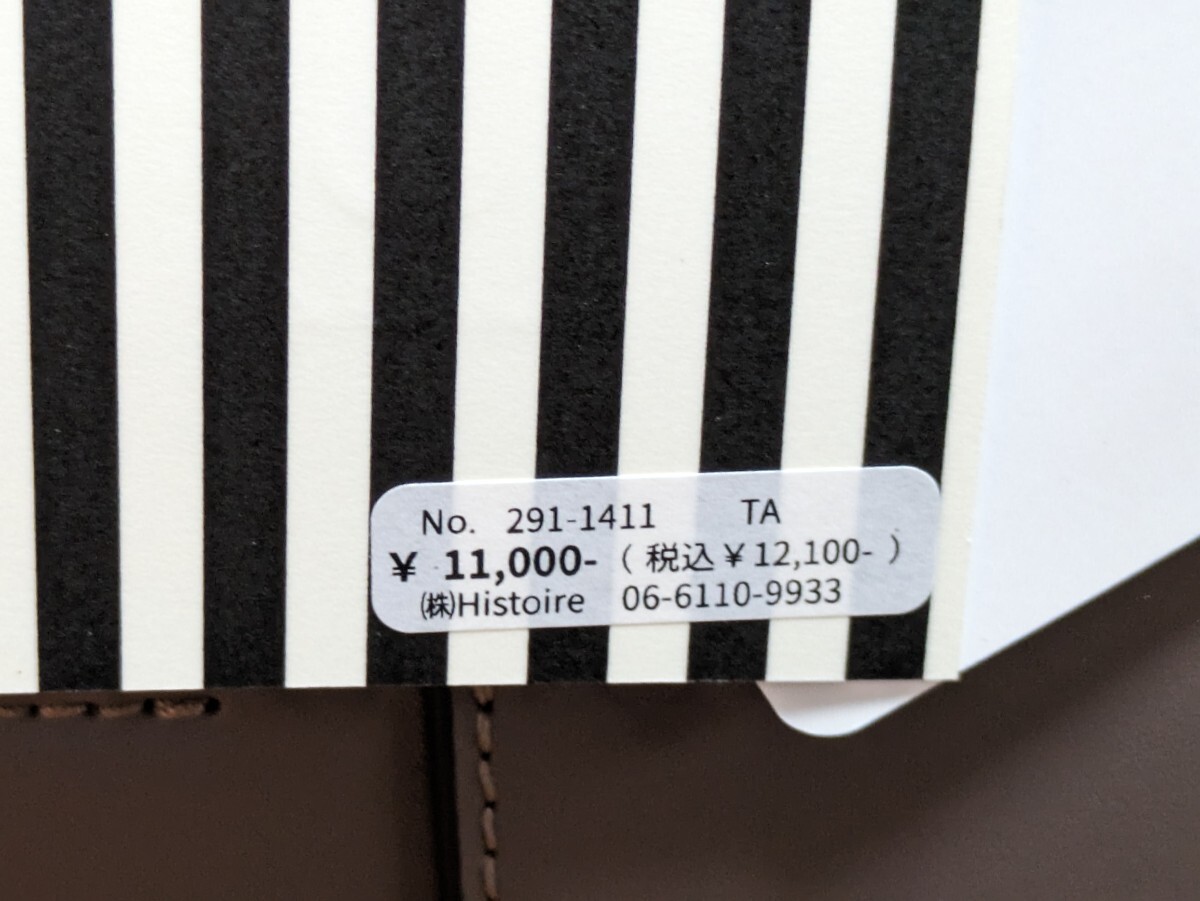 No. 291-1411 TA
¥ 11,000- ( 税込¥12,100- )
㈱Histoire 06-6110-9933